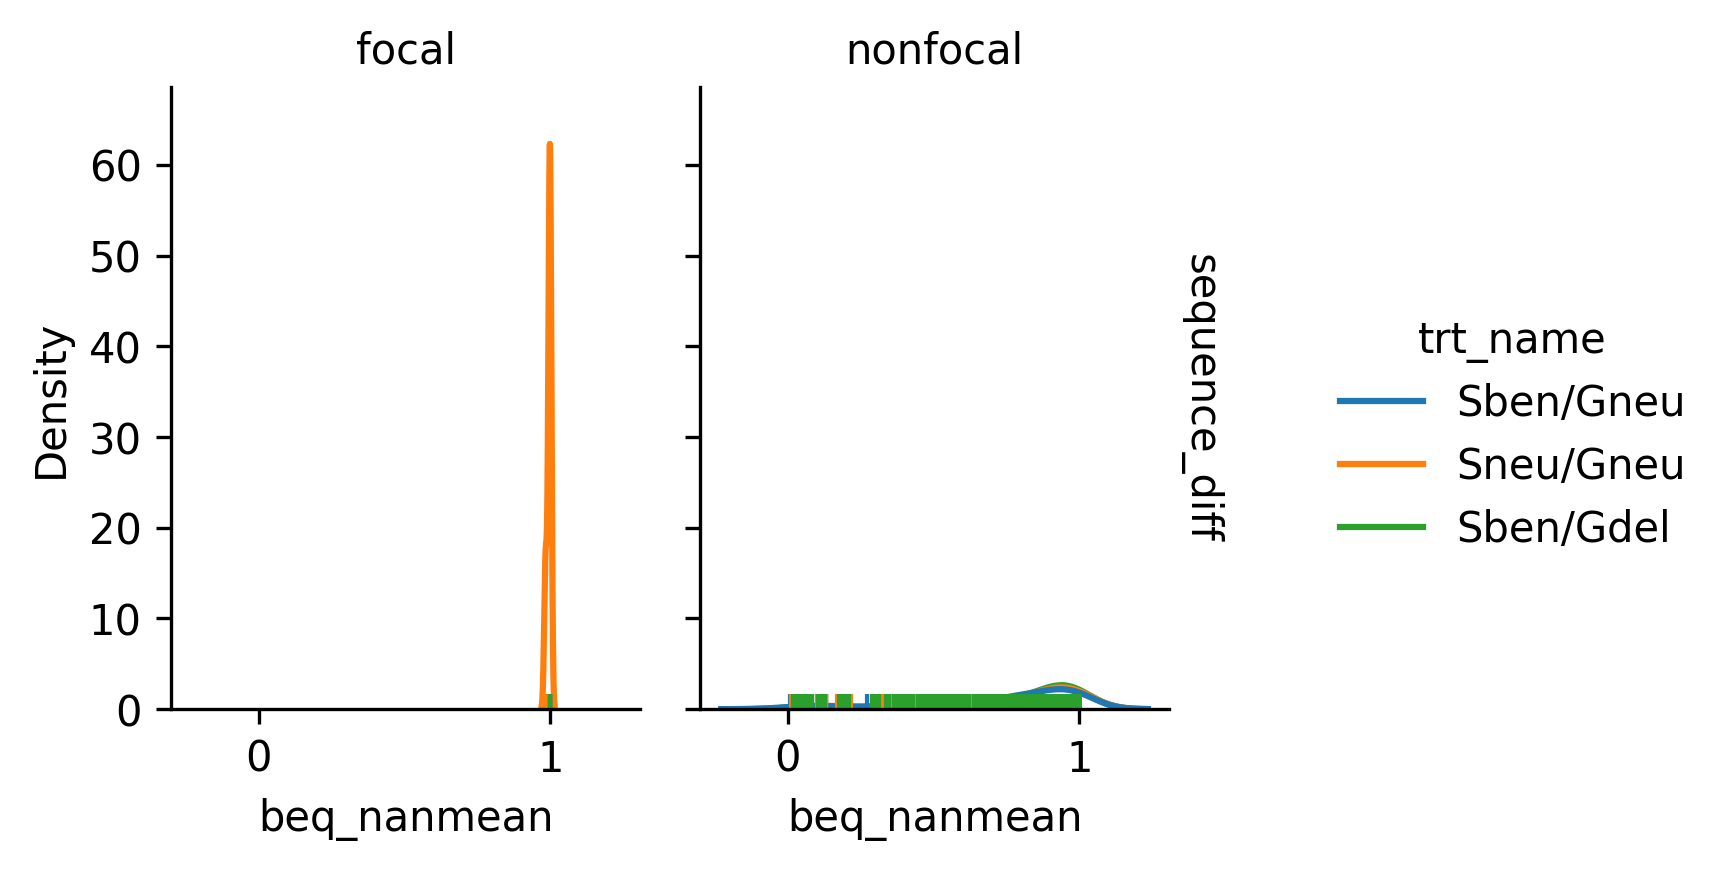 focal
nonfocal
Density
60
50
40
30
20
10
0
0
1
beq_nanmean
0
1
beq_nanmean
sequence_diff
trt_name
Sben/Gneu
Sneu/Gneu
Sben/Gdel